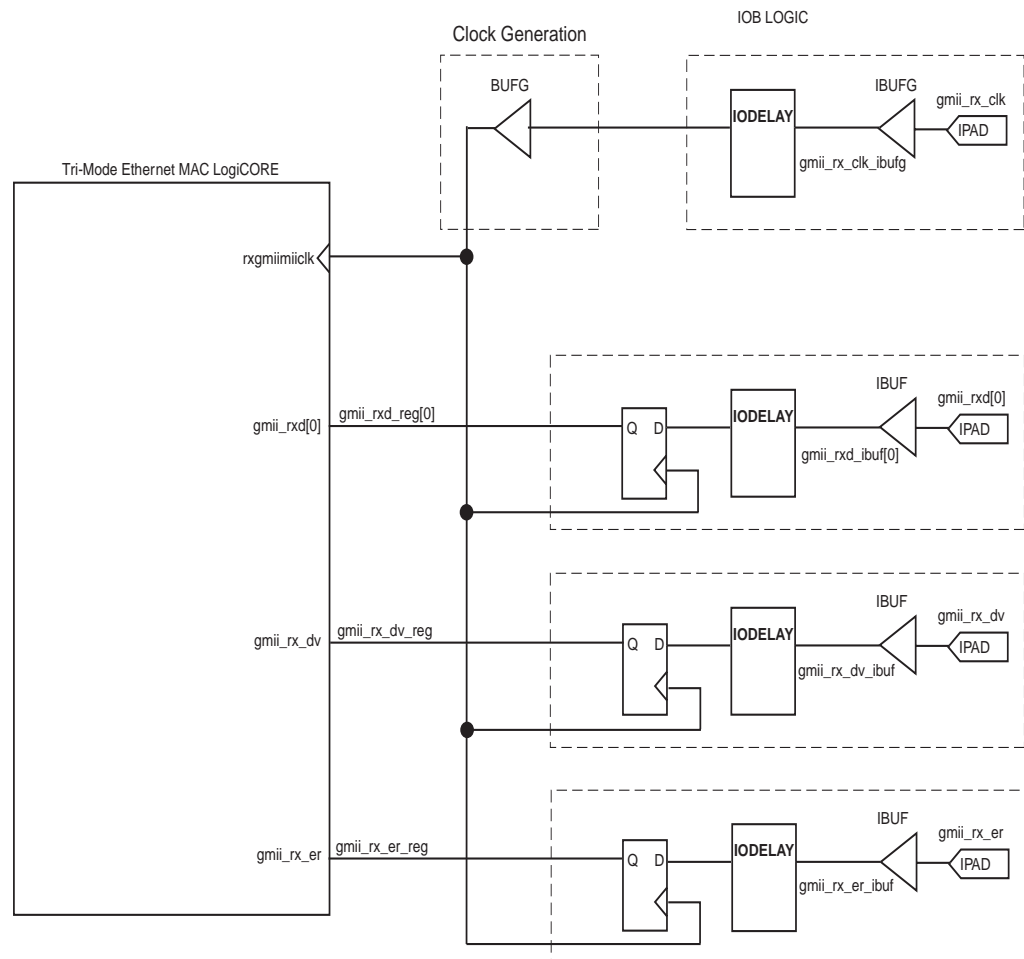 IOB LOGIC
Clock Generation
BUFG
IBUFG
gmii_rx_clk
IODELAY
IPAD
gmii_rx_clk_ibufg
Tri-Mode Ethernet MAC LogiCORE
rxgmiimiiclk
IBUF
gmii_rxd[0]
IODELAY
gmii_rxd_reg[0]
gmii_rxd[0]
Q D
IPAD
gmii_rxd_ibuf[0]
IBUF
gmii_rx_dv
IODELAY
gmii_rx_dv_reg
gmii_rx_dv
Q D
IPAD
gmii_rx_dv_ibuf
IBUF
gmii_rx_er
IODELAY
gmii_rx_er_reg
gmii_rx_er
Q D
IPAD
gmii_rx_er_ibuf